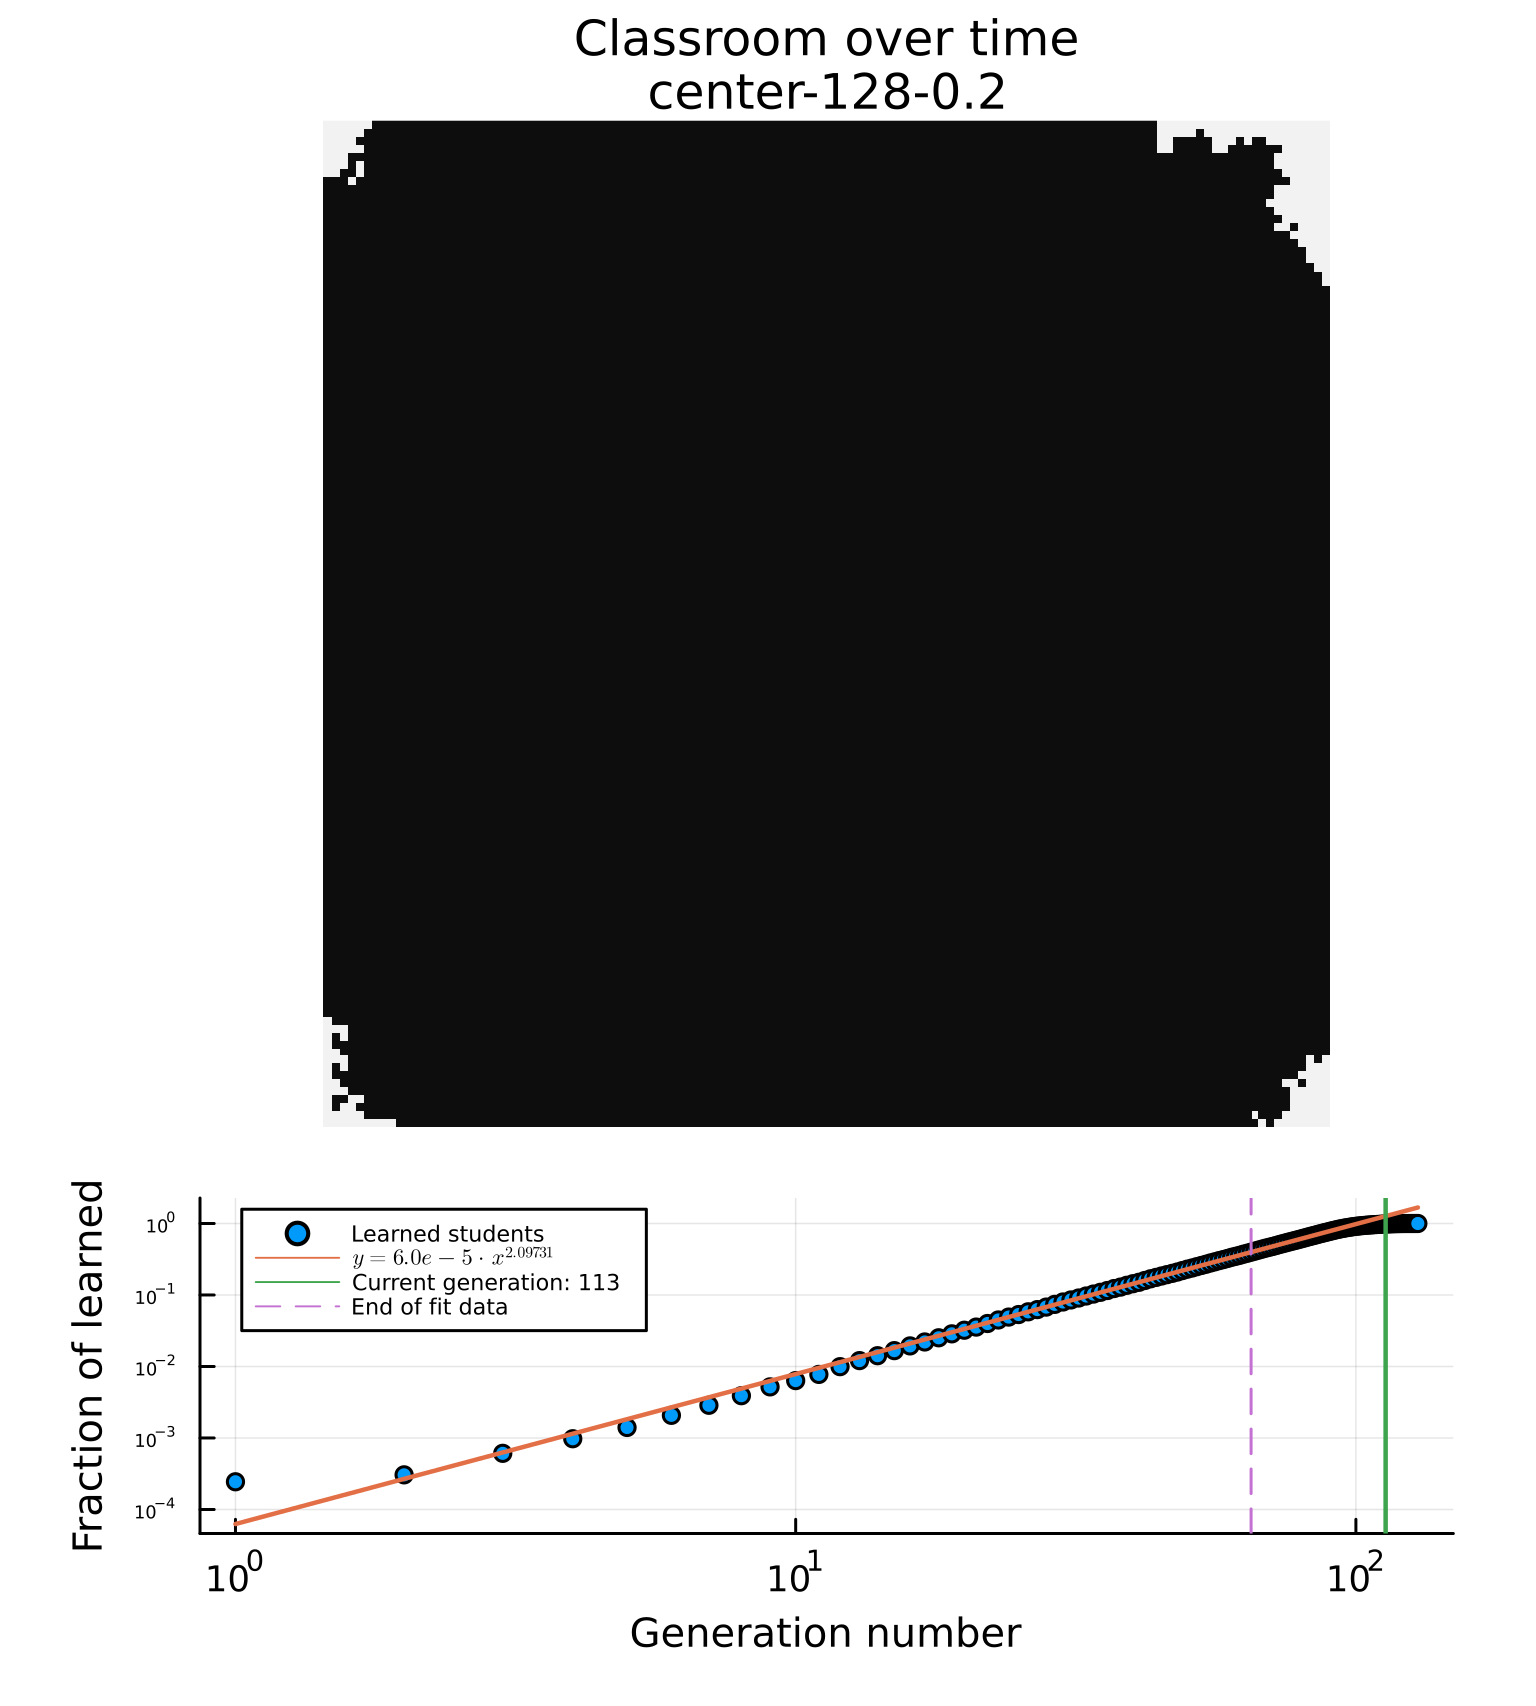 Classroom over time
center-128-0.2
Fraction of learned
10^0
10^−1
10^−2
10^−3
10^−4
Learned students
y = 6.0e − 5 · x^2.09731
Current generation: 113
End of fit data
10^0 10^1 10^2
Generation number